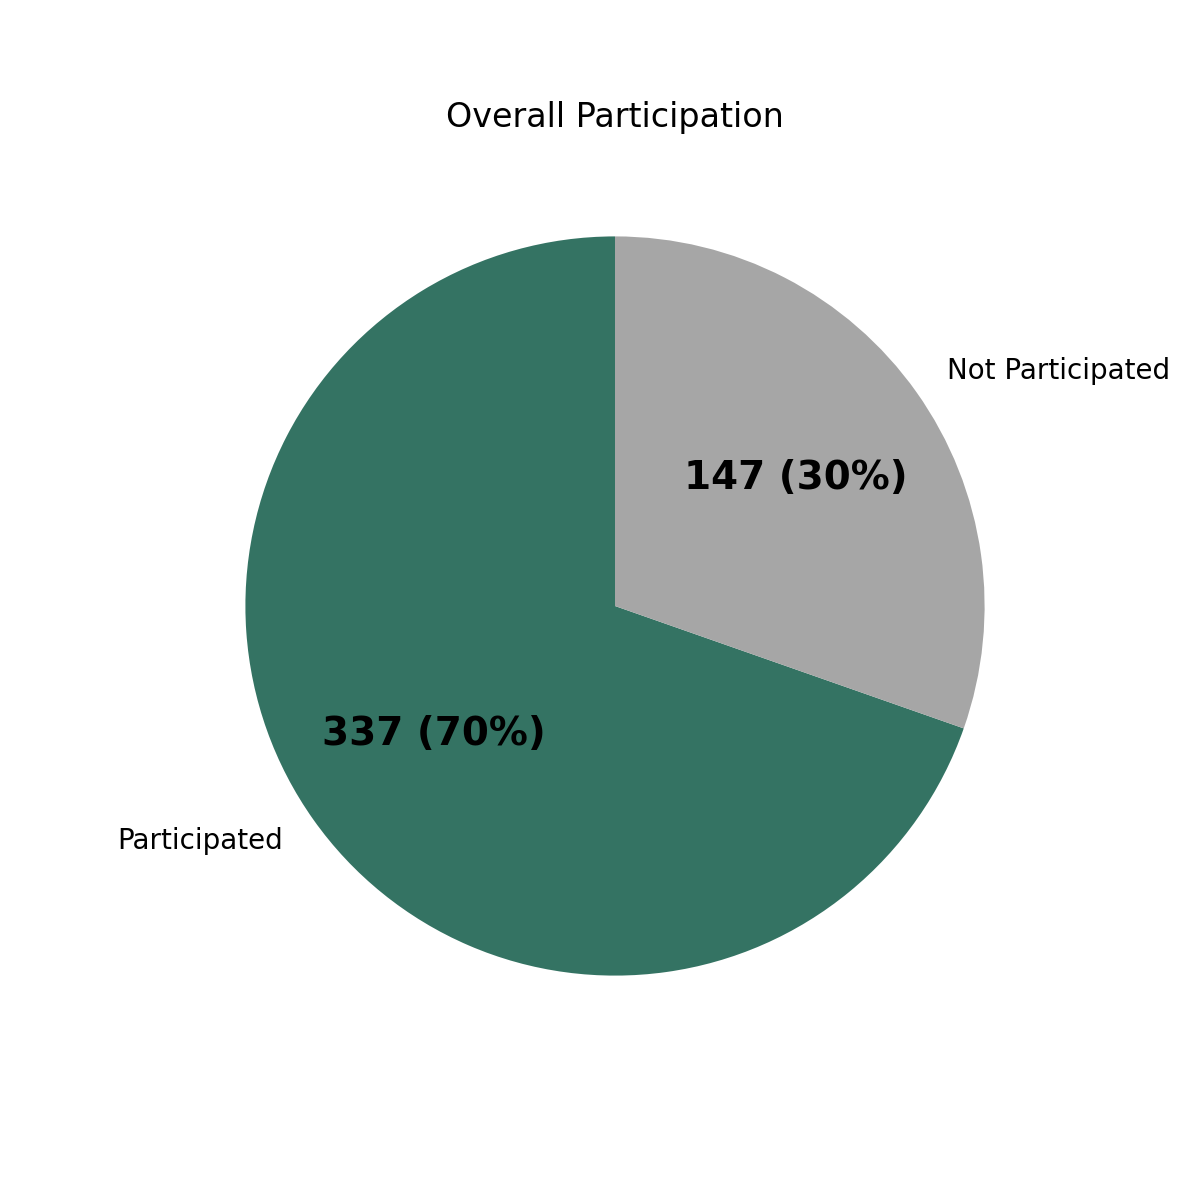 Overall Participation
Not Participated
147 (30%)
337 (70%)
Participated